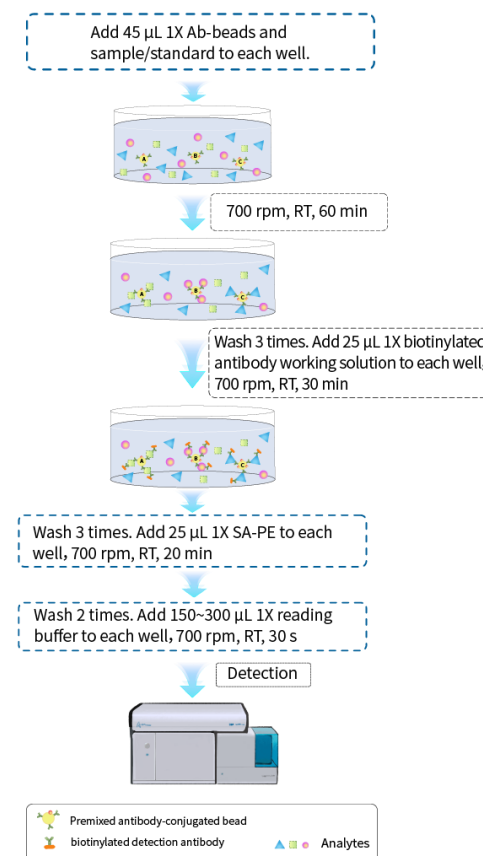 Add 45 μL 1X Ab-beads and
sample/standard to each well.
A
B
C
700 rpm, RT, 60 min
A
B
C
Wash 3 times. Add 25 μL 1X biotinylated
antibody working solution to each well,
700 rpm, RT, 30 min
A
B
C
Wash 3 times. Add 25 μL 1X SA-PE to each
well, 700 rpm, RT, 20 min
Wash 2 times. Add 150~300 μL 1X reading
buffer to each well, 700 rpm, RT, 30 s
Detection
Premixed antibody-conjugated bead
biotinylated detection antibody
Analytes